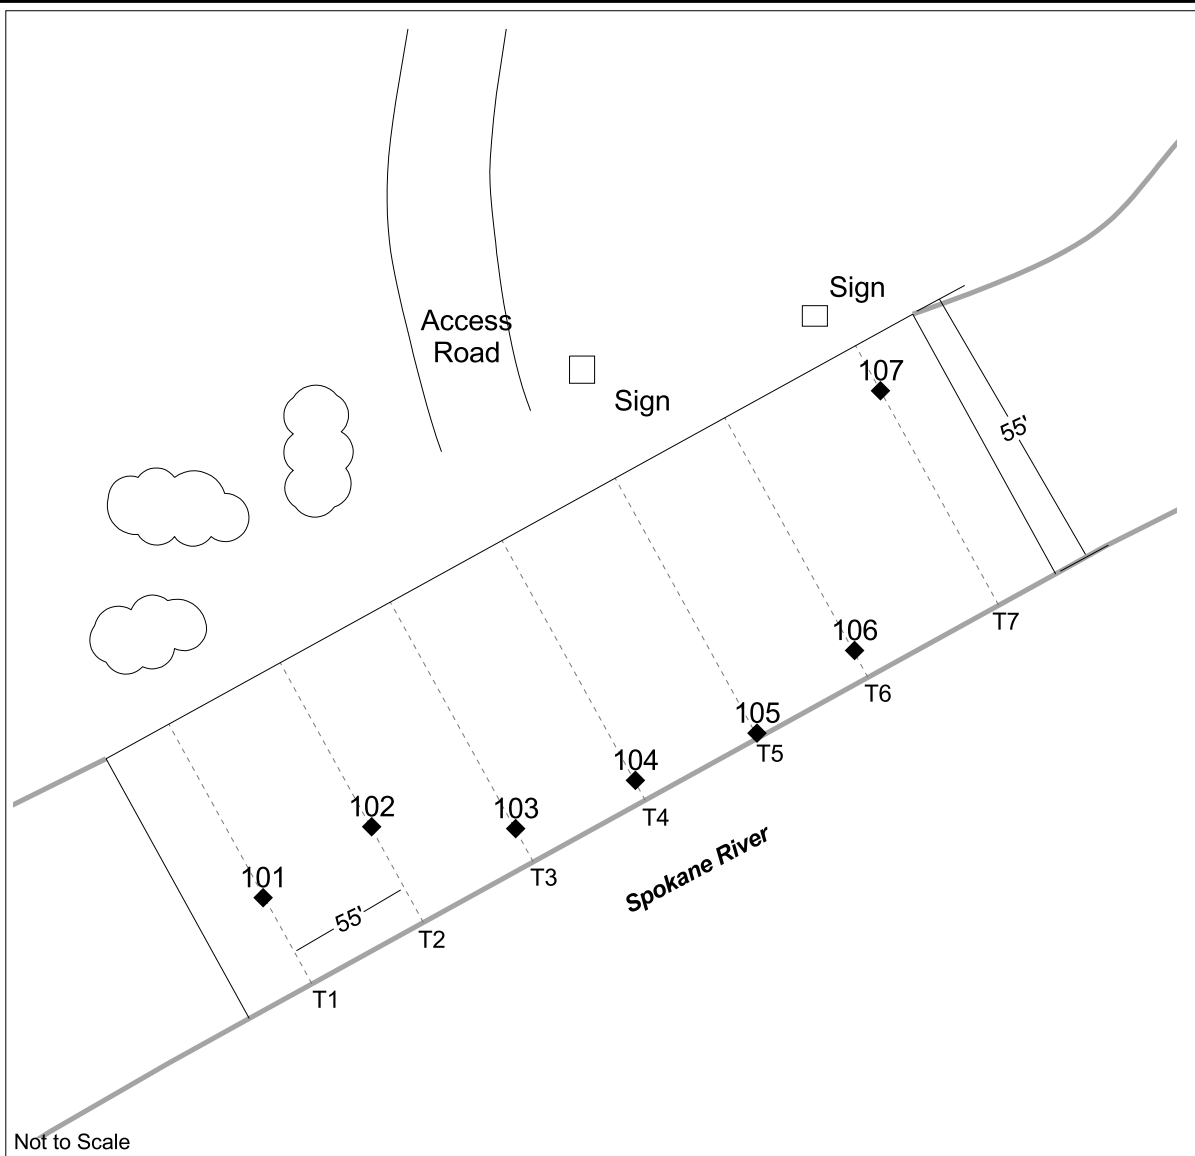 Sign
Access
Road
107
Sign
55'
106
T7
T6
105
T5
104
102
103
T4
Spokane River
101
T3
55'
T2
T1
Not to Scale